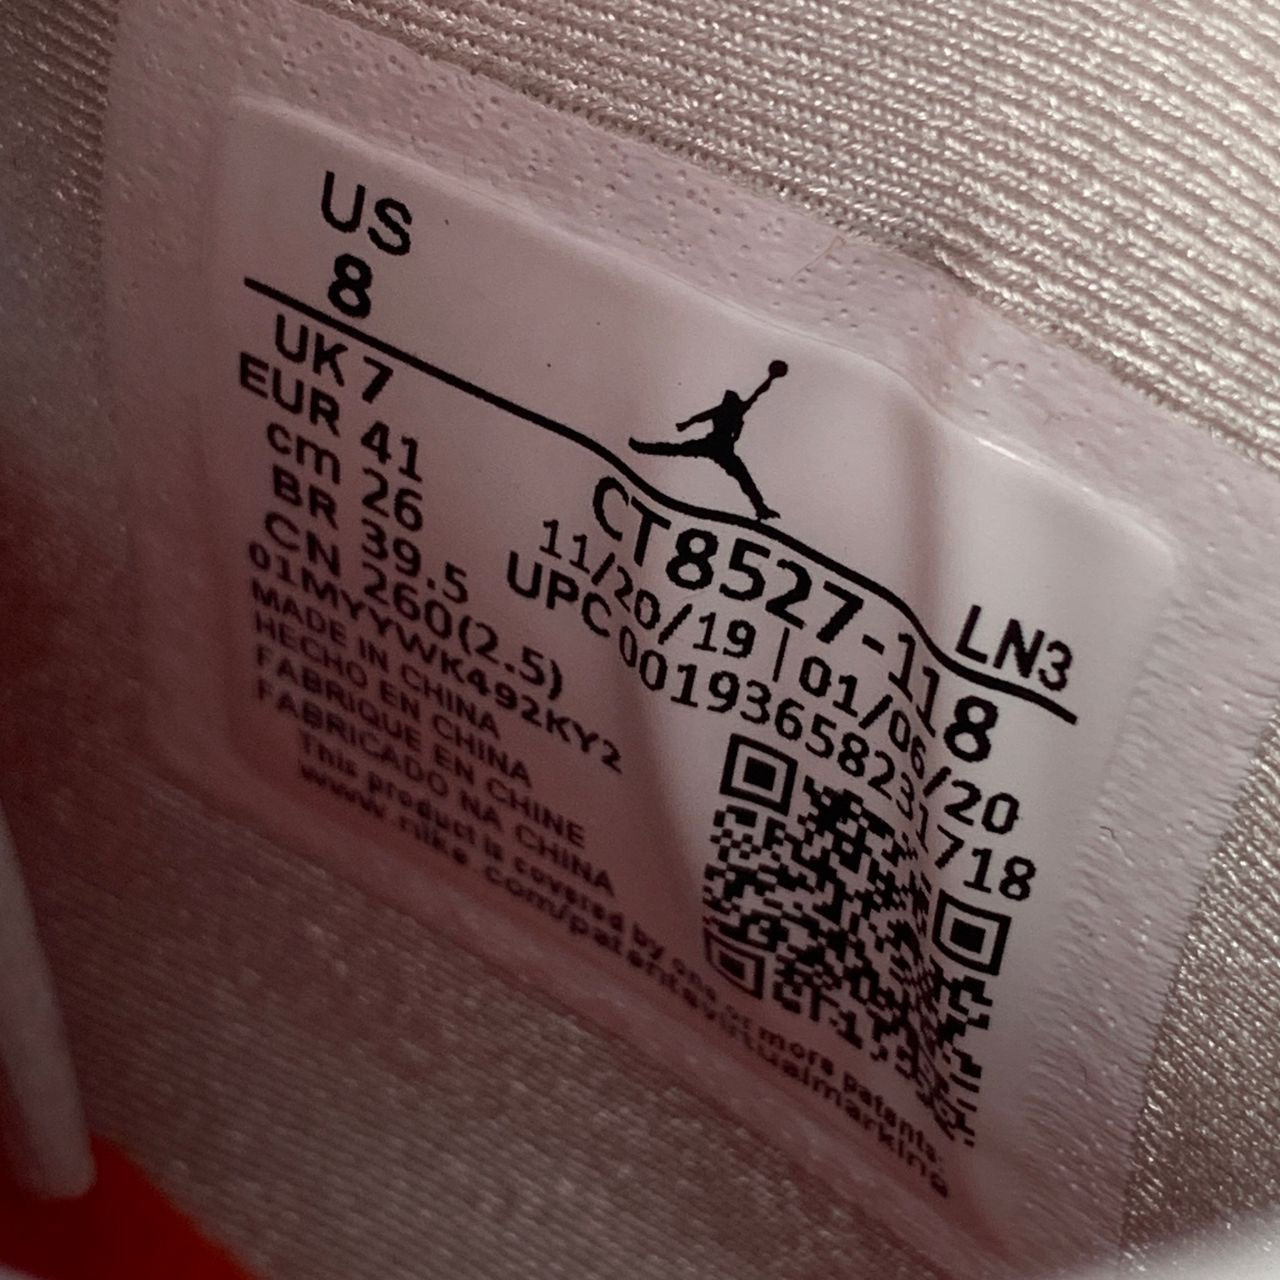 US
8
UK 7
EUR 41
cm 26
BR 39.5
CN 260(2.5)
01MYYWK492KY2
MADE IN CHINA
HECHO EN CHINA
FABRIQUE EN CHINE
FABRICADO NA CHINA
This product is covered by one or more patents.
www.nike.com/patentsvirtualmarking
LN3
CT8527-118
11/20/19 | 01/06/20
UPC 00193658231718